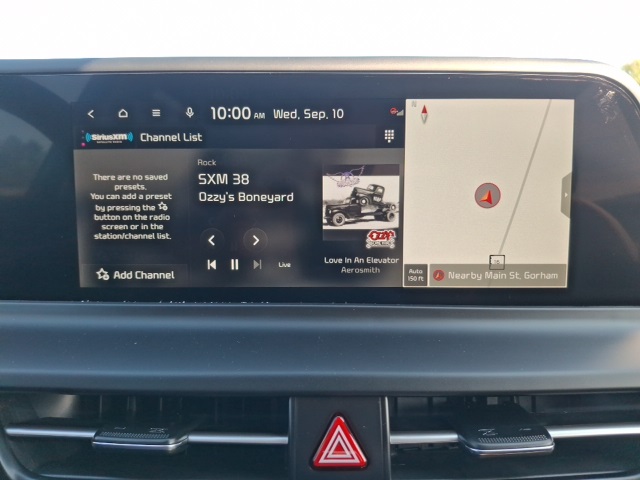 10:00 AM Wed, Sep. 10
SiriusXM
Channel List
There are no saved
presets.
You can add a preset
by pressing the
button on the radio
screen or in the
station/channel list.
Add Channel
Rock
SXM 38
Ozzy's Boneyard
Live
Love In An Elevator
Aerosmith
Auto
150 ft
Nearby Main St, Gorham